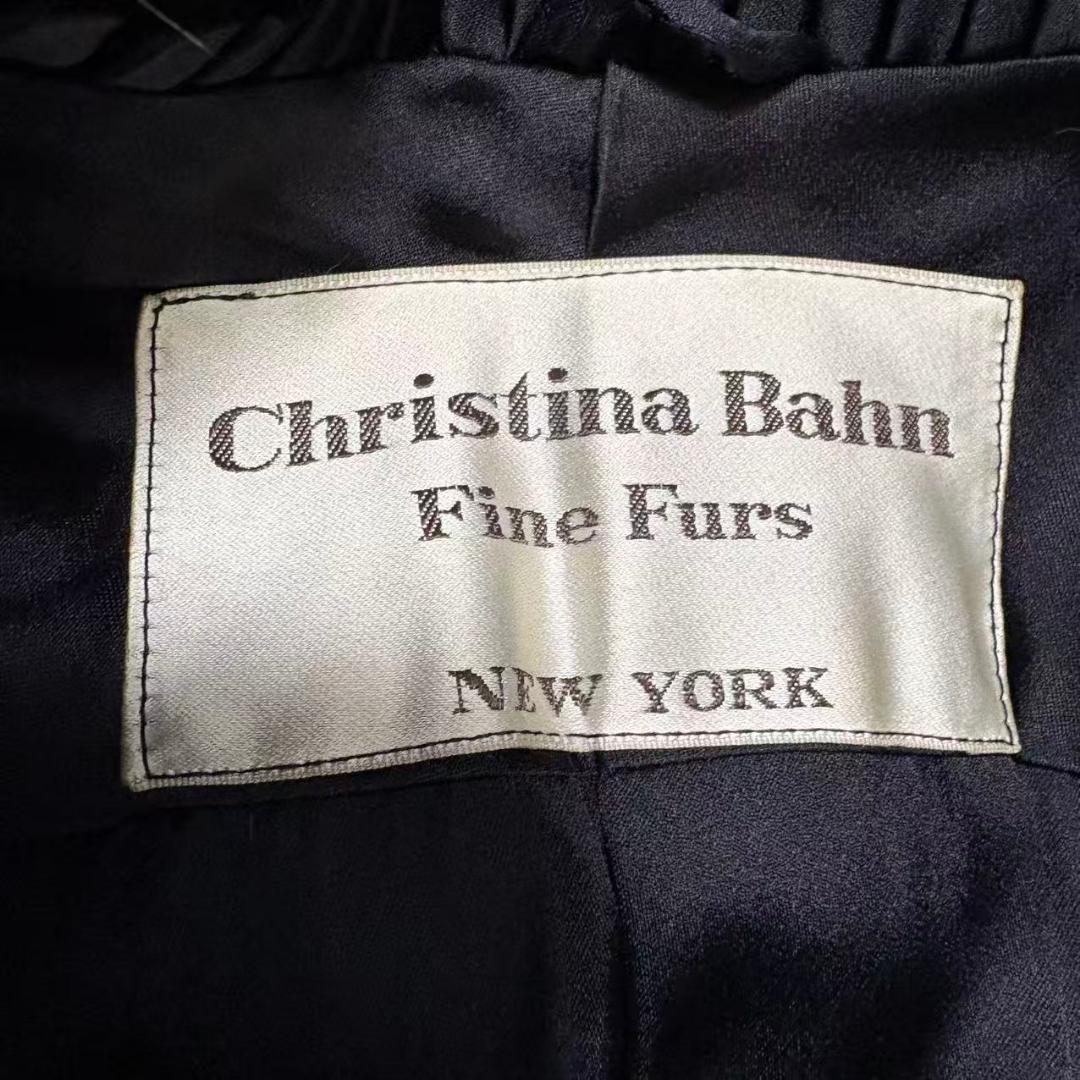 Christina Bahn
Fine Furs
NEW YORK